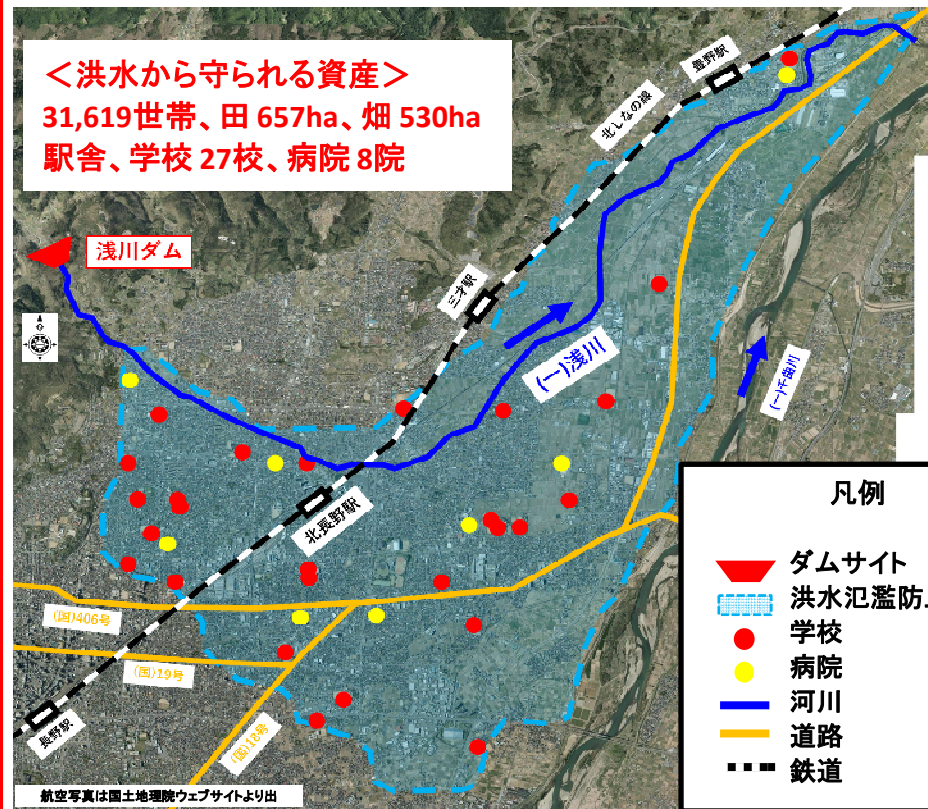 ＜洪水から守られる資産＞
31,619世帯、田 657ha、畑 530ha
駅舎、学校 27校、病院 8院
豊野駅
北しなの線
浅川ダム
三才駅
(一)浅川
(一)千曲川
北長野駅
(国)406号
(国)19号
(国)18号
長野駅
凡例
ダムサイト
洪水氾濫防
学校
病院
河川
道路
鉄道
航空写真は国土地理院ウェブサイトより出